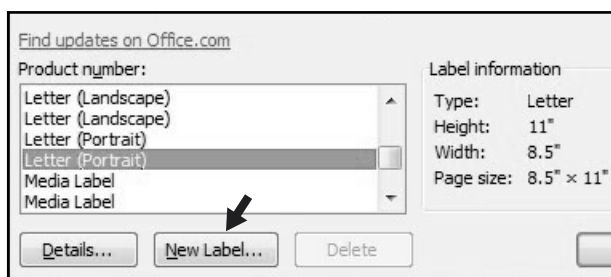 Find updates on Office.com
Product number:
Letter (Landscape)
Letter (Landscape)
Letter (Portrait)
Letter (Portrait)
Media Label
Media Label
Label information
Type: Letter
Height: 11"
Width: 8.5"
Page size: 8.5" × 11"
Details... New Label... Delete